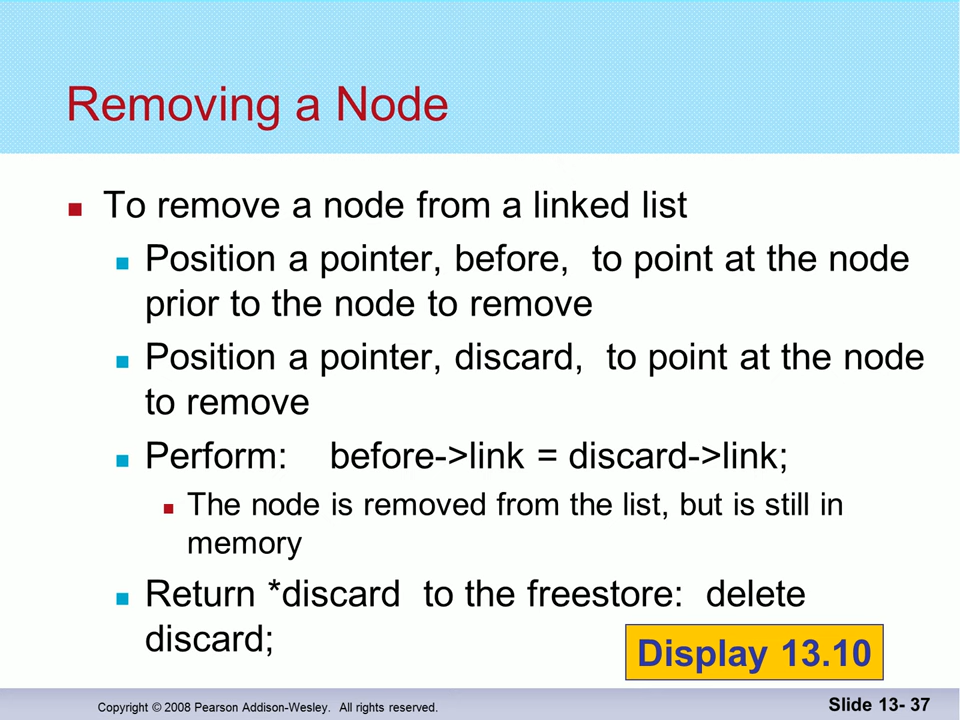 Removing a Node
To remove a node from a linked list
Position a pointer, before, to point at the node
prior to the node to remove
Position a pointer, discard, to point at the node
to remove
Perform: before->link = discard->link;
The node is removed from the list, but is still in
memory
Return *discard to the freestore: delete
discard;
Display 13.10
Copyright © 2008 Pearson Addison-Wesley. All rights reserved.
Slide 13- 37